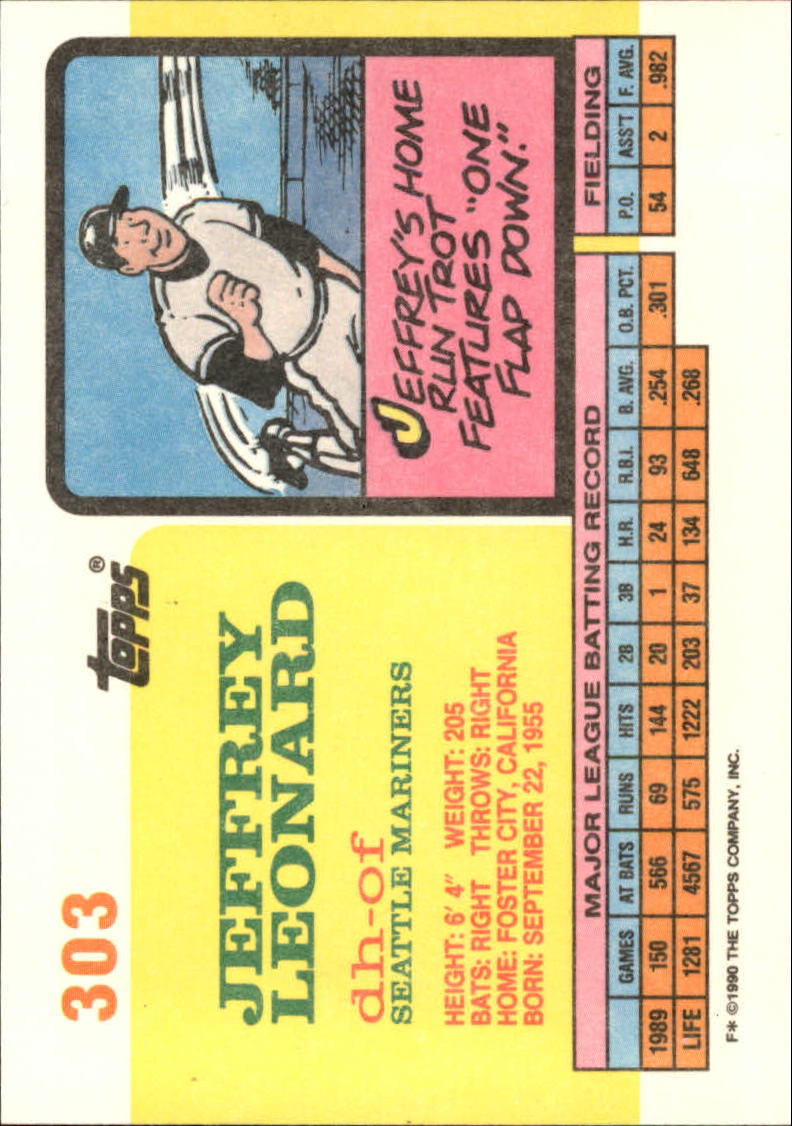 303
topps®
JEFFREY
LEONARD
dh-of
SEATTLE MARINERS
HEIGHT: 6' 4" WEIGHT: 205
BATS: RIGHT THROWS: RIGHT
HOME: FOSTER CITY, CALIFORNIA
BORN: SEPTEMBER 22, 1955
JEFFREY'S HOME
RUN TROT
FEATURES "ONE
FLAP DOWN."
MAJOR LEAGUE BATTING RECORD FIELDING
GAMES AT BATS RUNS HITS 2B 3B H.R. R.B.I. B. AVG. O.B. PCT. P.O. ASS'T F. AVG.
1989 150 566 69 144 20 1 24 93 .254 .301 54 2 .982
LIFE 1281 4567 575 1222 203 37 134 648 .268
F* ©1990 THE TOPPS COMPANY, INC.